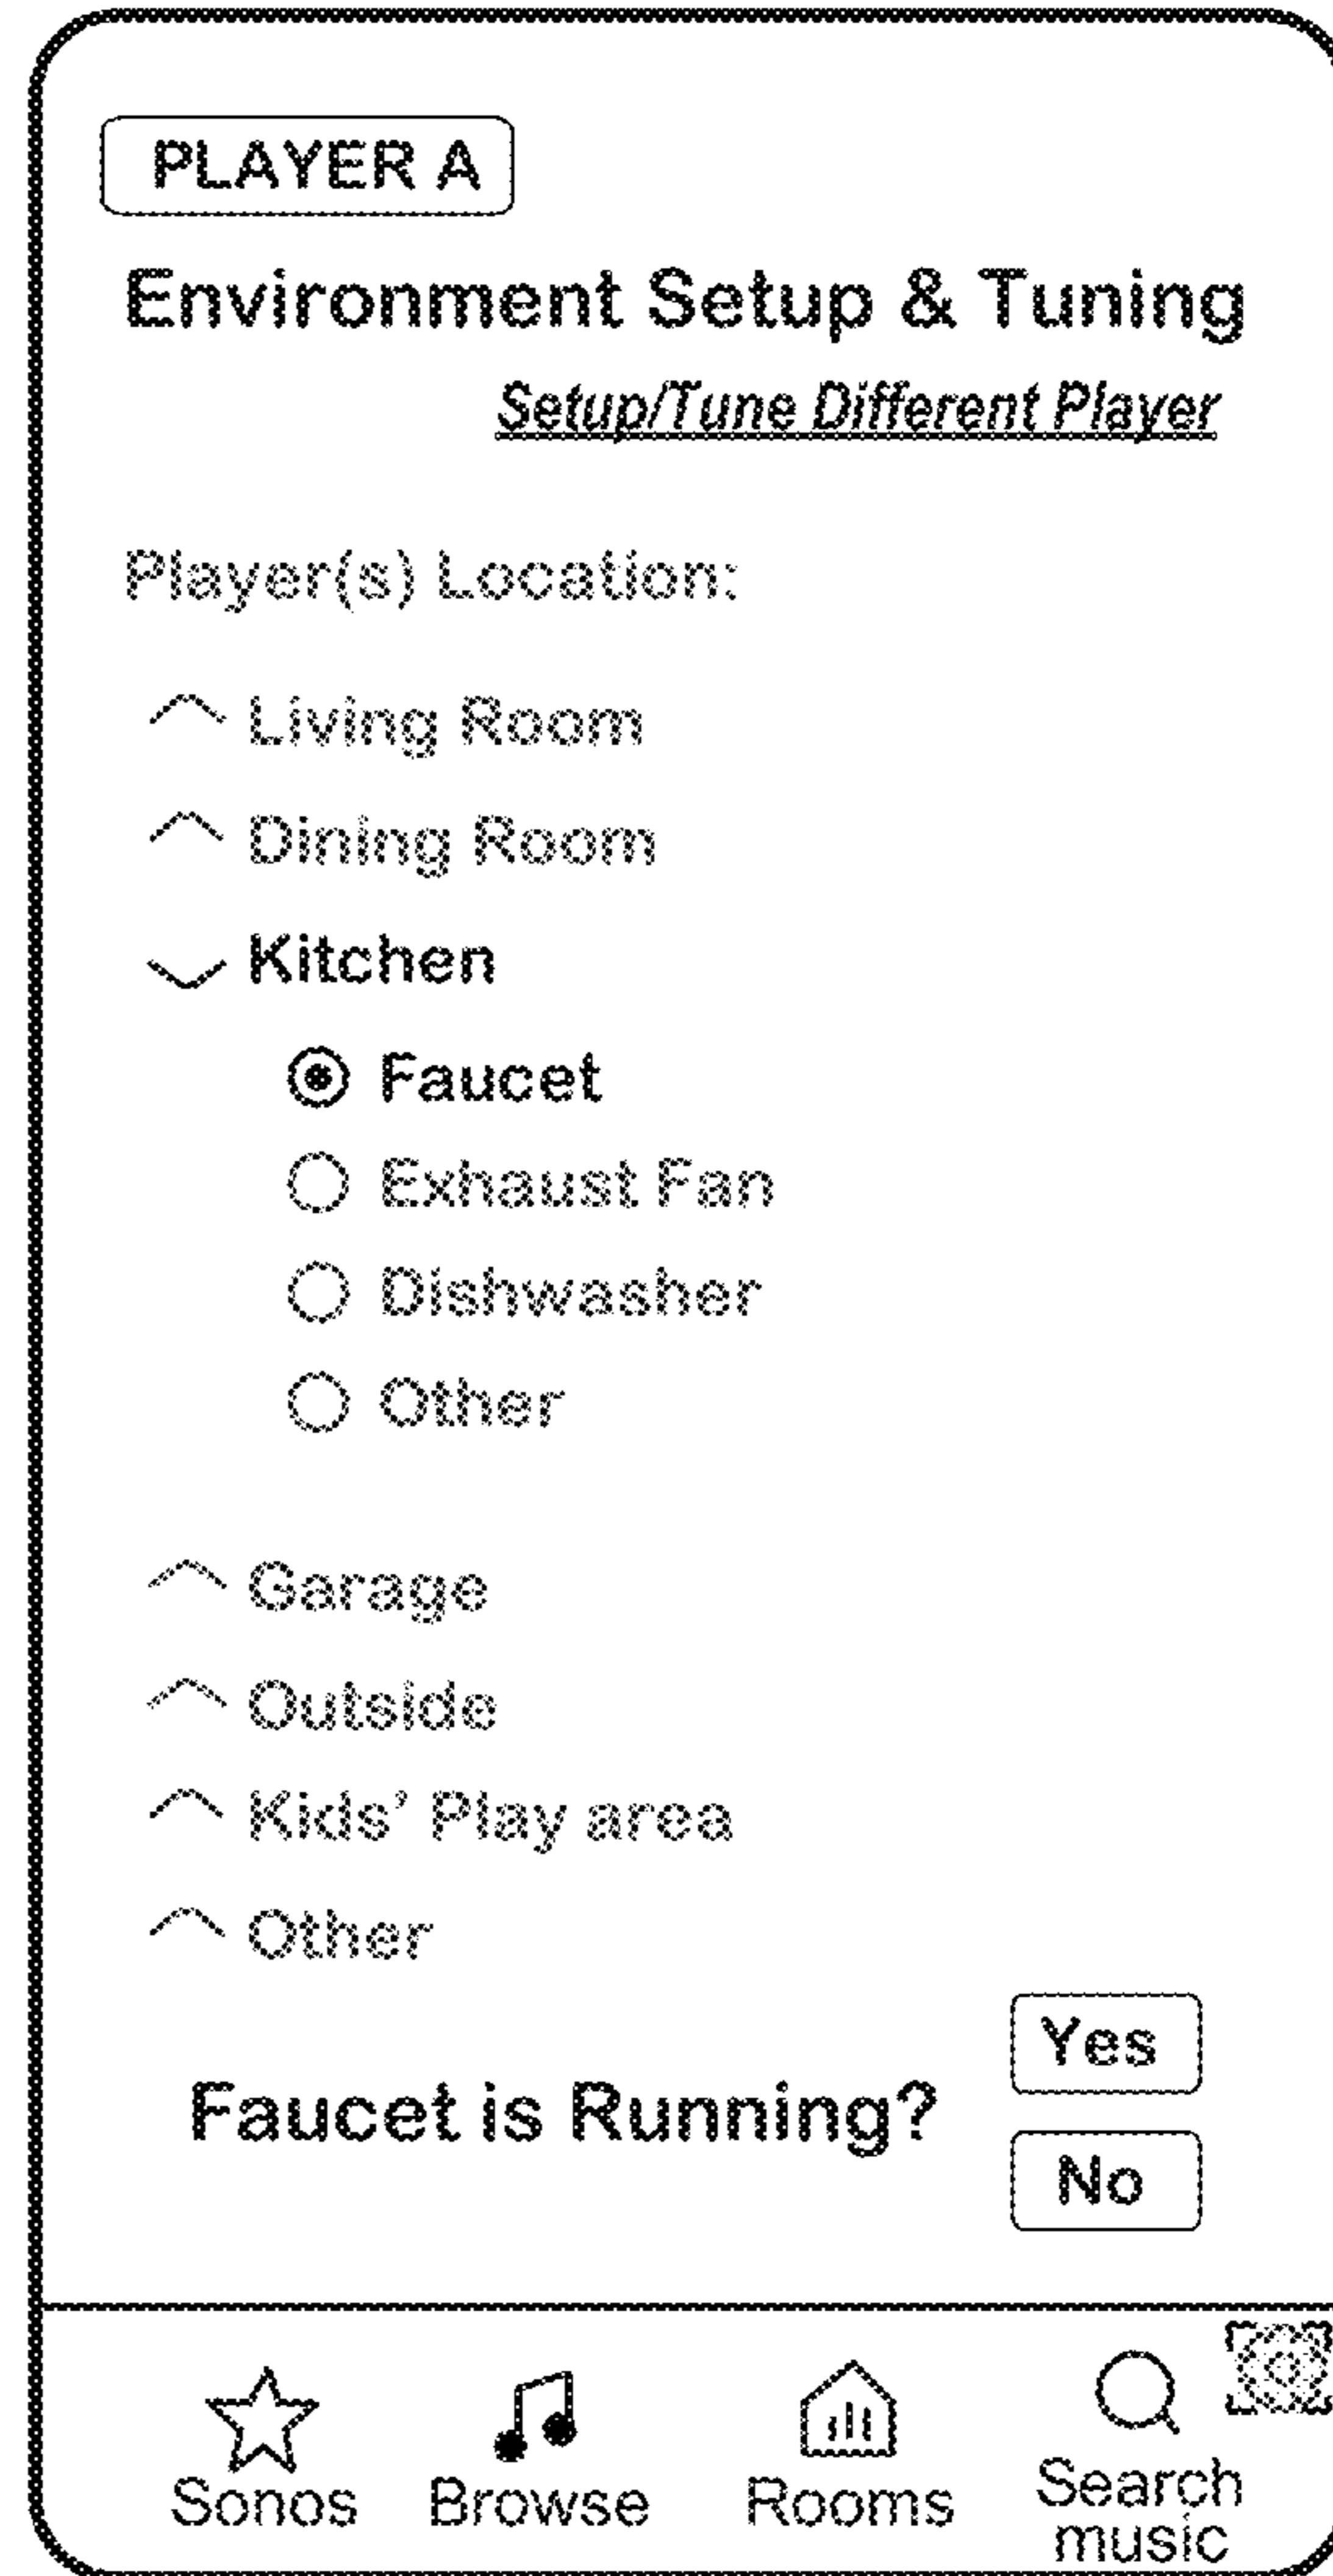 PLAYER A
Environment Setup & Tuning
Setup/Tune Different Player
Player(s) Location:
Living Room
Dining Room
Kitchen
Faucet
Exhaust Fan
Dishwasher
Other
Garage
Outside
Kids’ Play area
Other
Yes
Faucet is Running?
No
Sonos
Browse
Rooms
Search
music